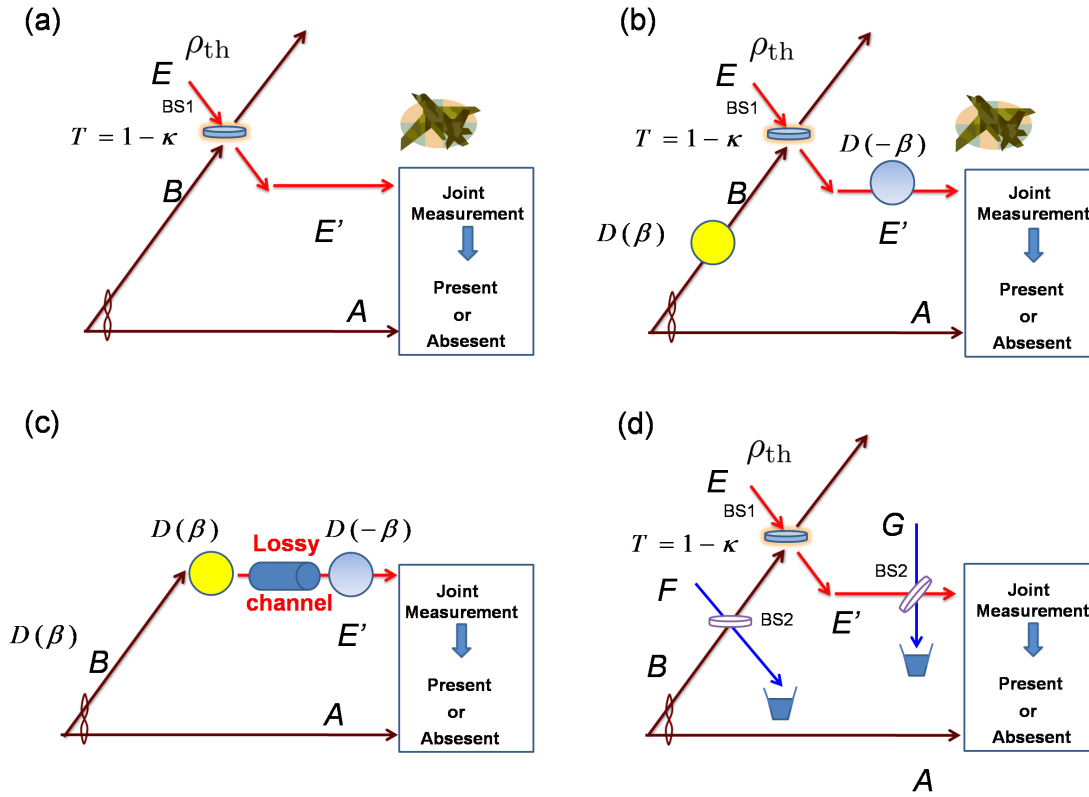 (a)
ρth
E
BS1
T = 1 − κ
B
E’
A
Joint
Measurement
Present
or
Absesent
(b)
ρth
E
BS1
T = 1 − κ
D(−β)
B
E’
D(β)
A
Joint
Measurement
Present
or
Absesent
(c)
D(β)
D(−β)
Lossy
channel
E’
D(β)
B
A
Joint
Measurement
Present
or
Absesent
(d)
ρth
E
BS1
T = 1 − κ
G
BS2
F
BS2
E’
B
Joint
Measurement
Present
or
Absesent
A